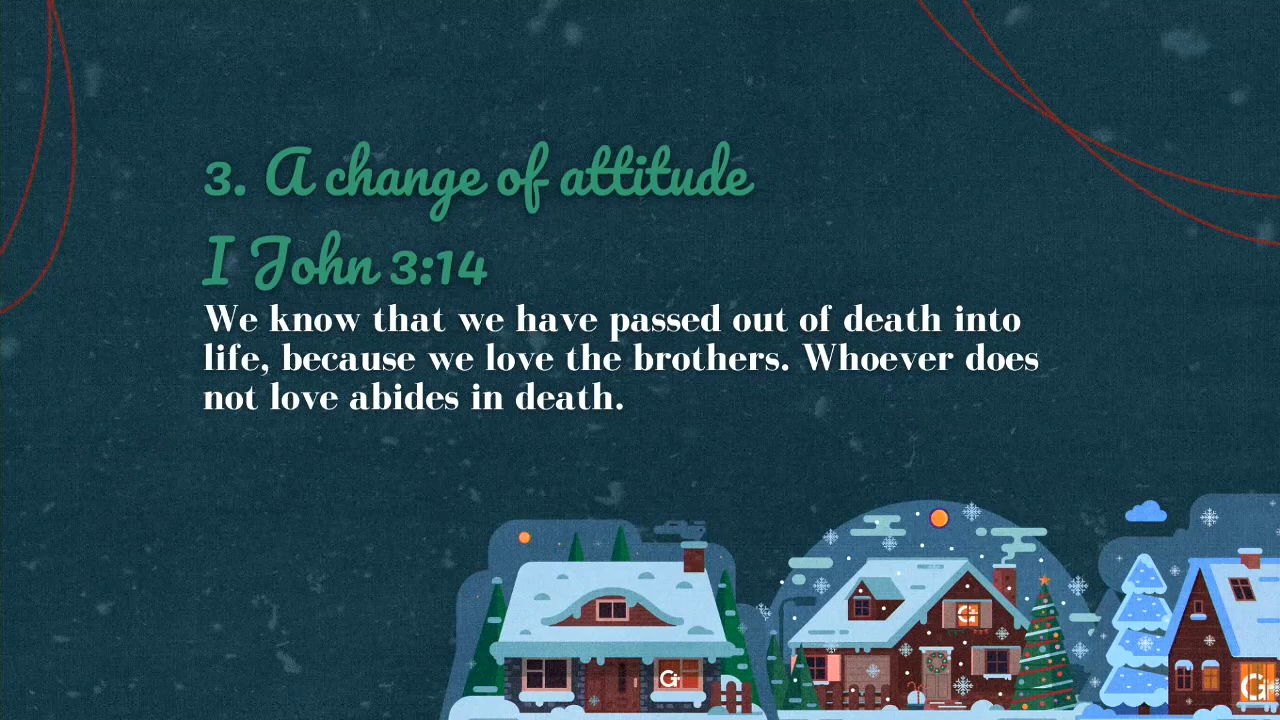 3. A change of attitude
I John 3:14
We know that we have passed out of death into
life, because we love the brothers. Whoever does
not love abides in death.